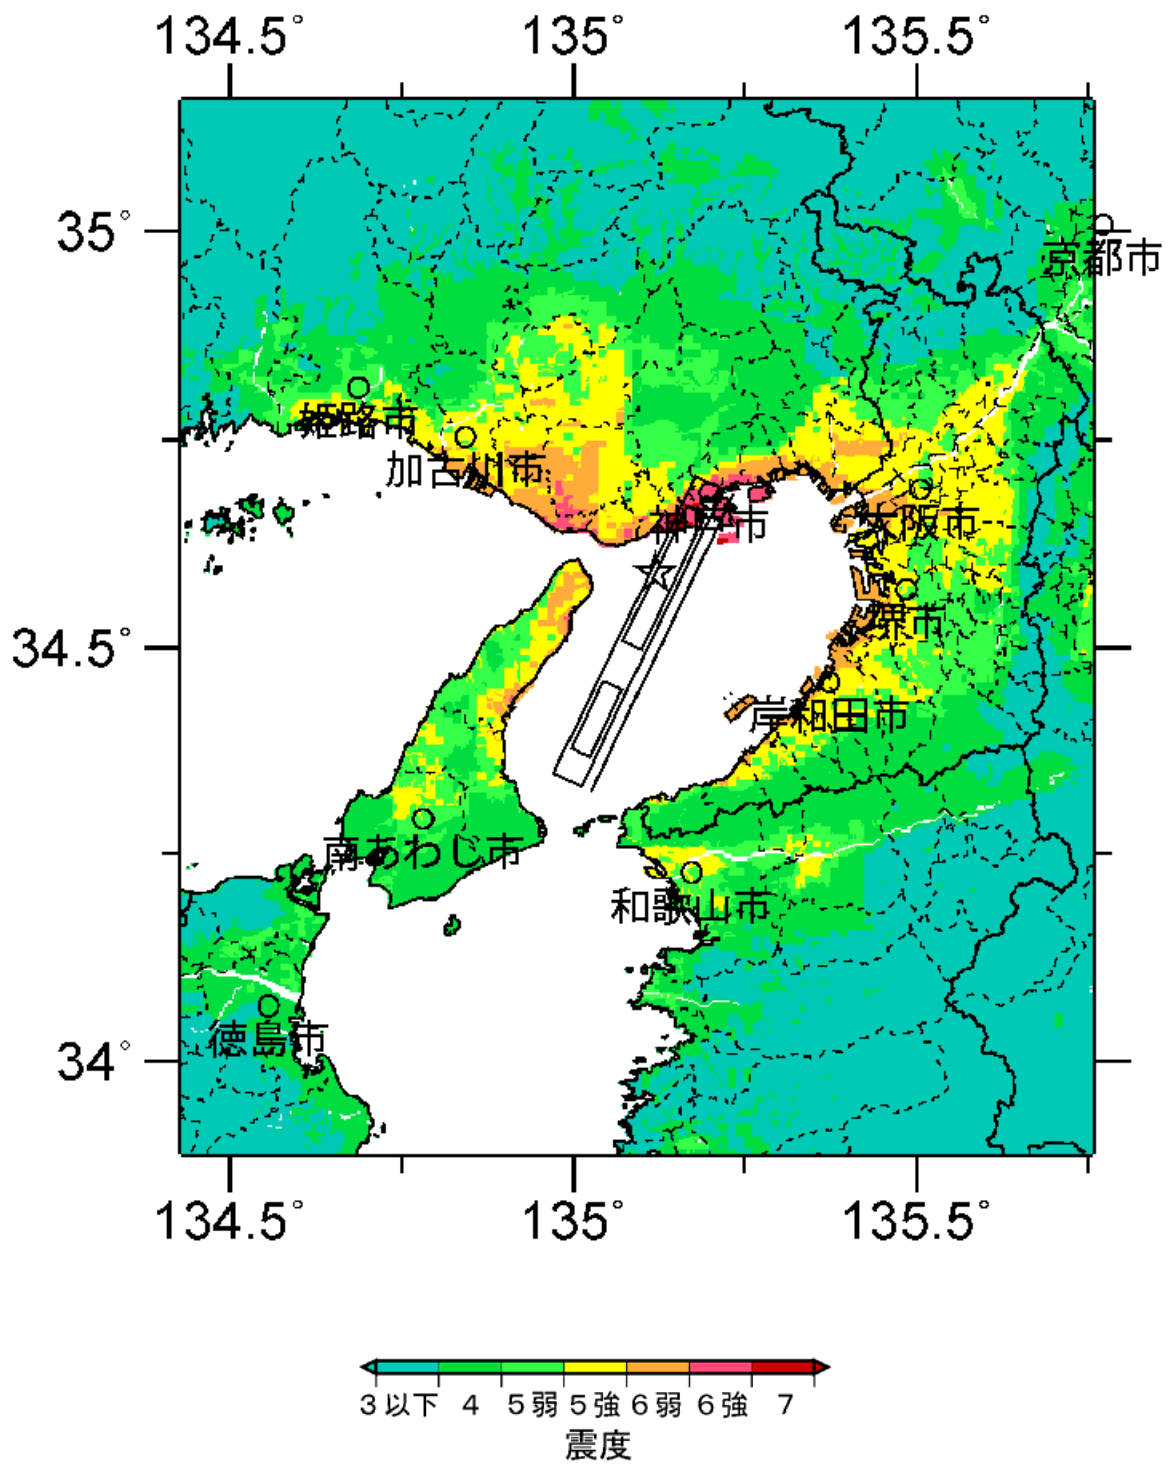 134.5° 135° 135.5°
35°
京都市
姫路市
加古川市
神戸市
大阪市
堺市
34.5°
岸和田市
南あわじ市
和歌山市
徳島市
34°
134.5° 135° 135.5°
3以下 4 5弱 5強 6弱 6強 7
震度